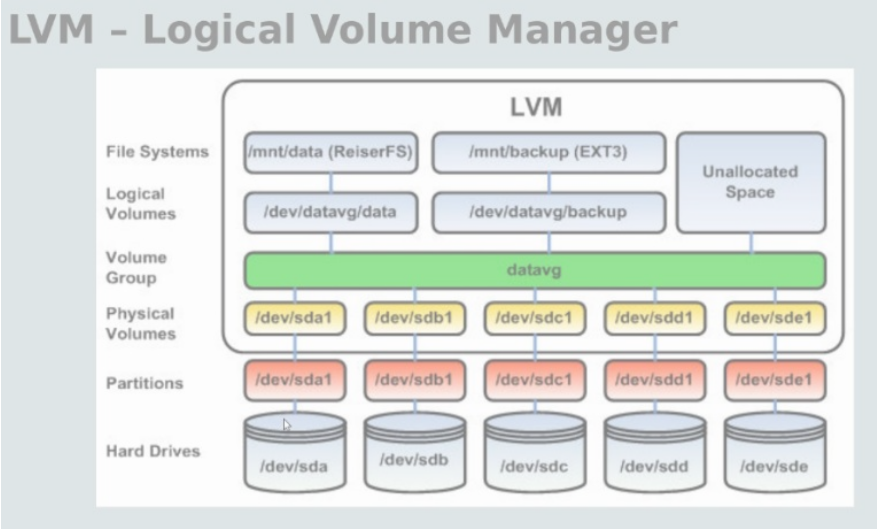 LVM – Logical Volume Manager
LVM
File Systems
/mnt/data (ReiserFS)
/mnt/backup (EXT3)
Unallocated
Space
Logical
Volumes
/dev/datavg/data
/dev/datavg/backup
Volume
Group
datavg
Physical
Volumes
/dev/sda1
/dev/sdb1
/dev/sdc1
/dev/sdd1
/dev/sde1
Partitions
/dev/sda1
/dev/sdb1
/dev/sdc1
/dev/sdd1
/dev/sde1
Hard Drives
/dev/sda
/dev/sdb
/dev/sdc
/dev/sdd
/dev/sde